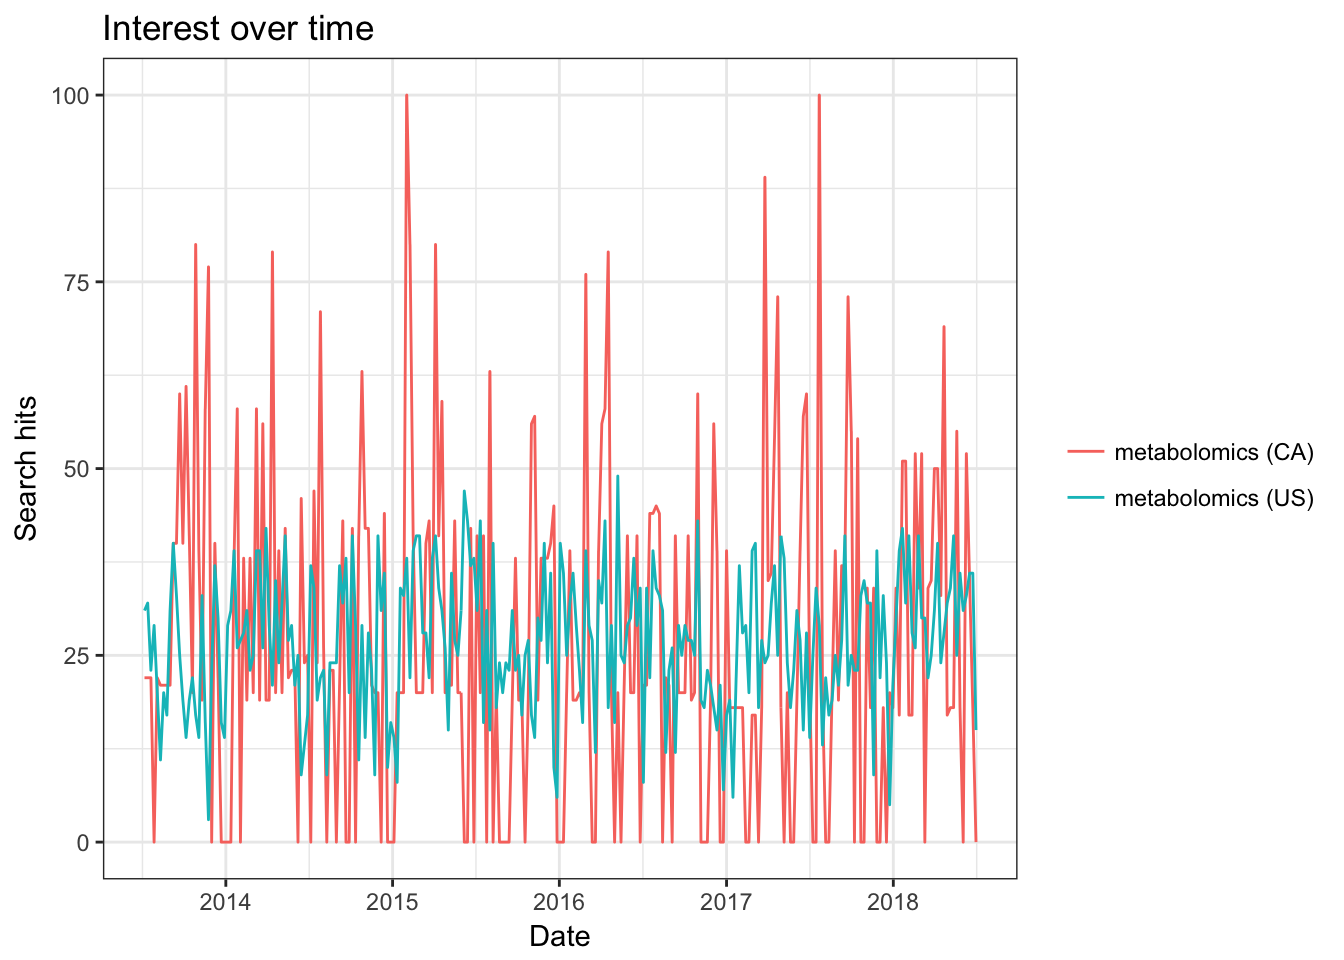 Interest over time
100
75
50
25
0
Search hits
2014 2015 2016 2017 2018
Date
metabolomics (CA)
metabolomics (US)